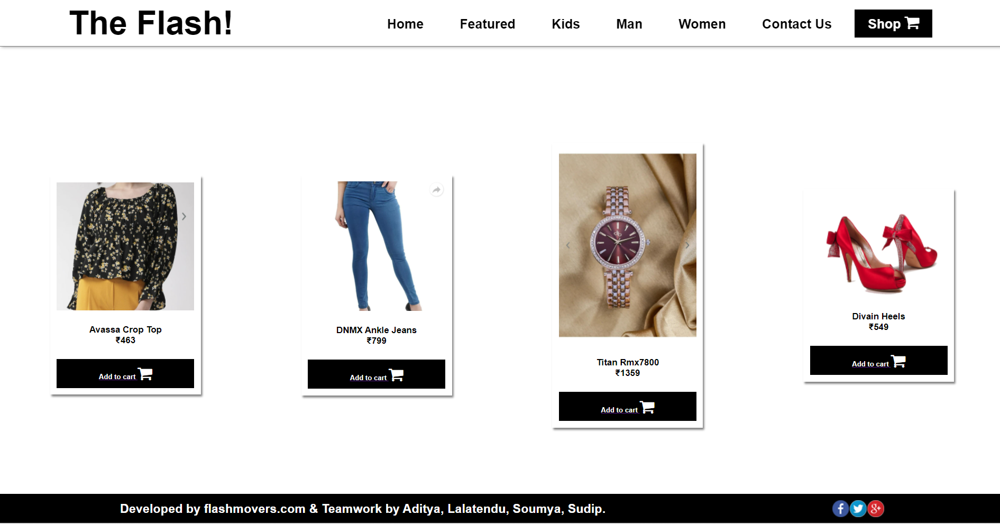 The Flash!
Home
Featured
Kids
Man
Women
Contact Us
Shop
Avassa Crop Top
₹463
Add to cart
DNMX Ankle Jeans
₹799
Add to cart
Titan Rmx7800
₹1359
Add to cart
Divain Heels
₹549
Add to cart
Developed by flashmovers.com & Teamwork by Aditya, Lalatendu, Soumya, Sudip.